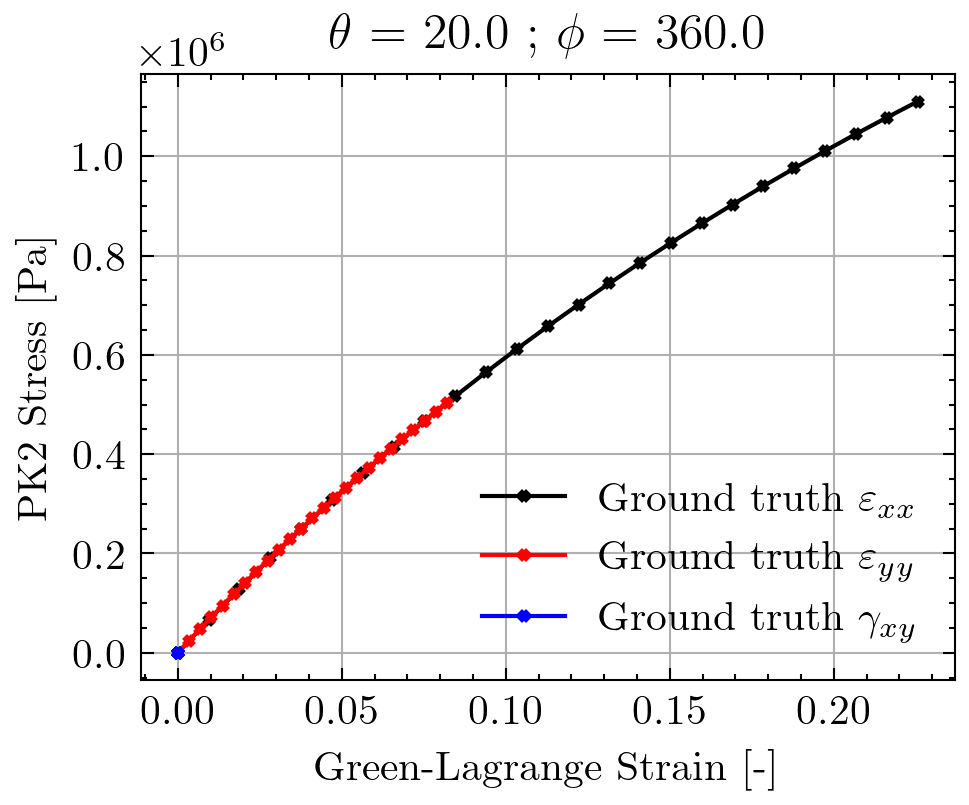 θ = 20.0 ; ϕ = 360.0
×10⁶
1.0
0.8
0.6
0.4
0.2
0.0
PK2 Stress [Pa]
Ground truth εₓₓ
Ground truth ε_yy
Ground truth γ_xy
0.00 0.05 0.10 0.15 0.20
Green-Lagrange Strain [-]